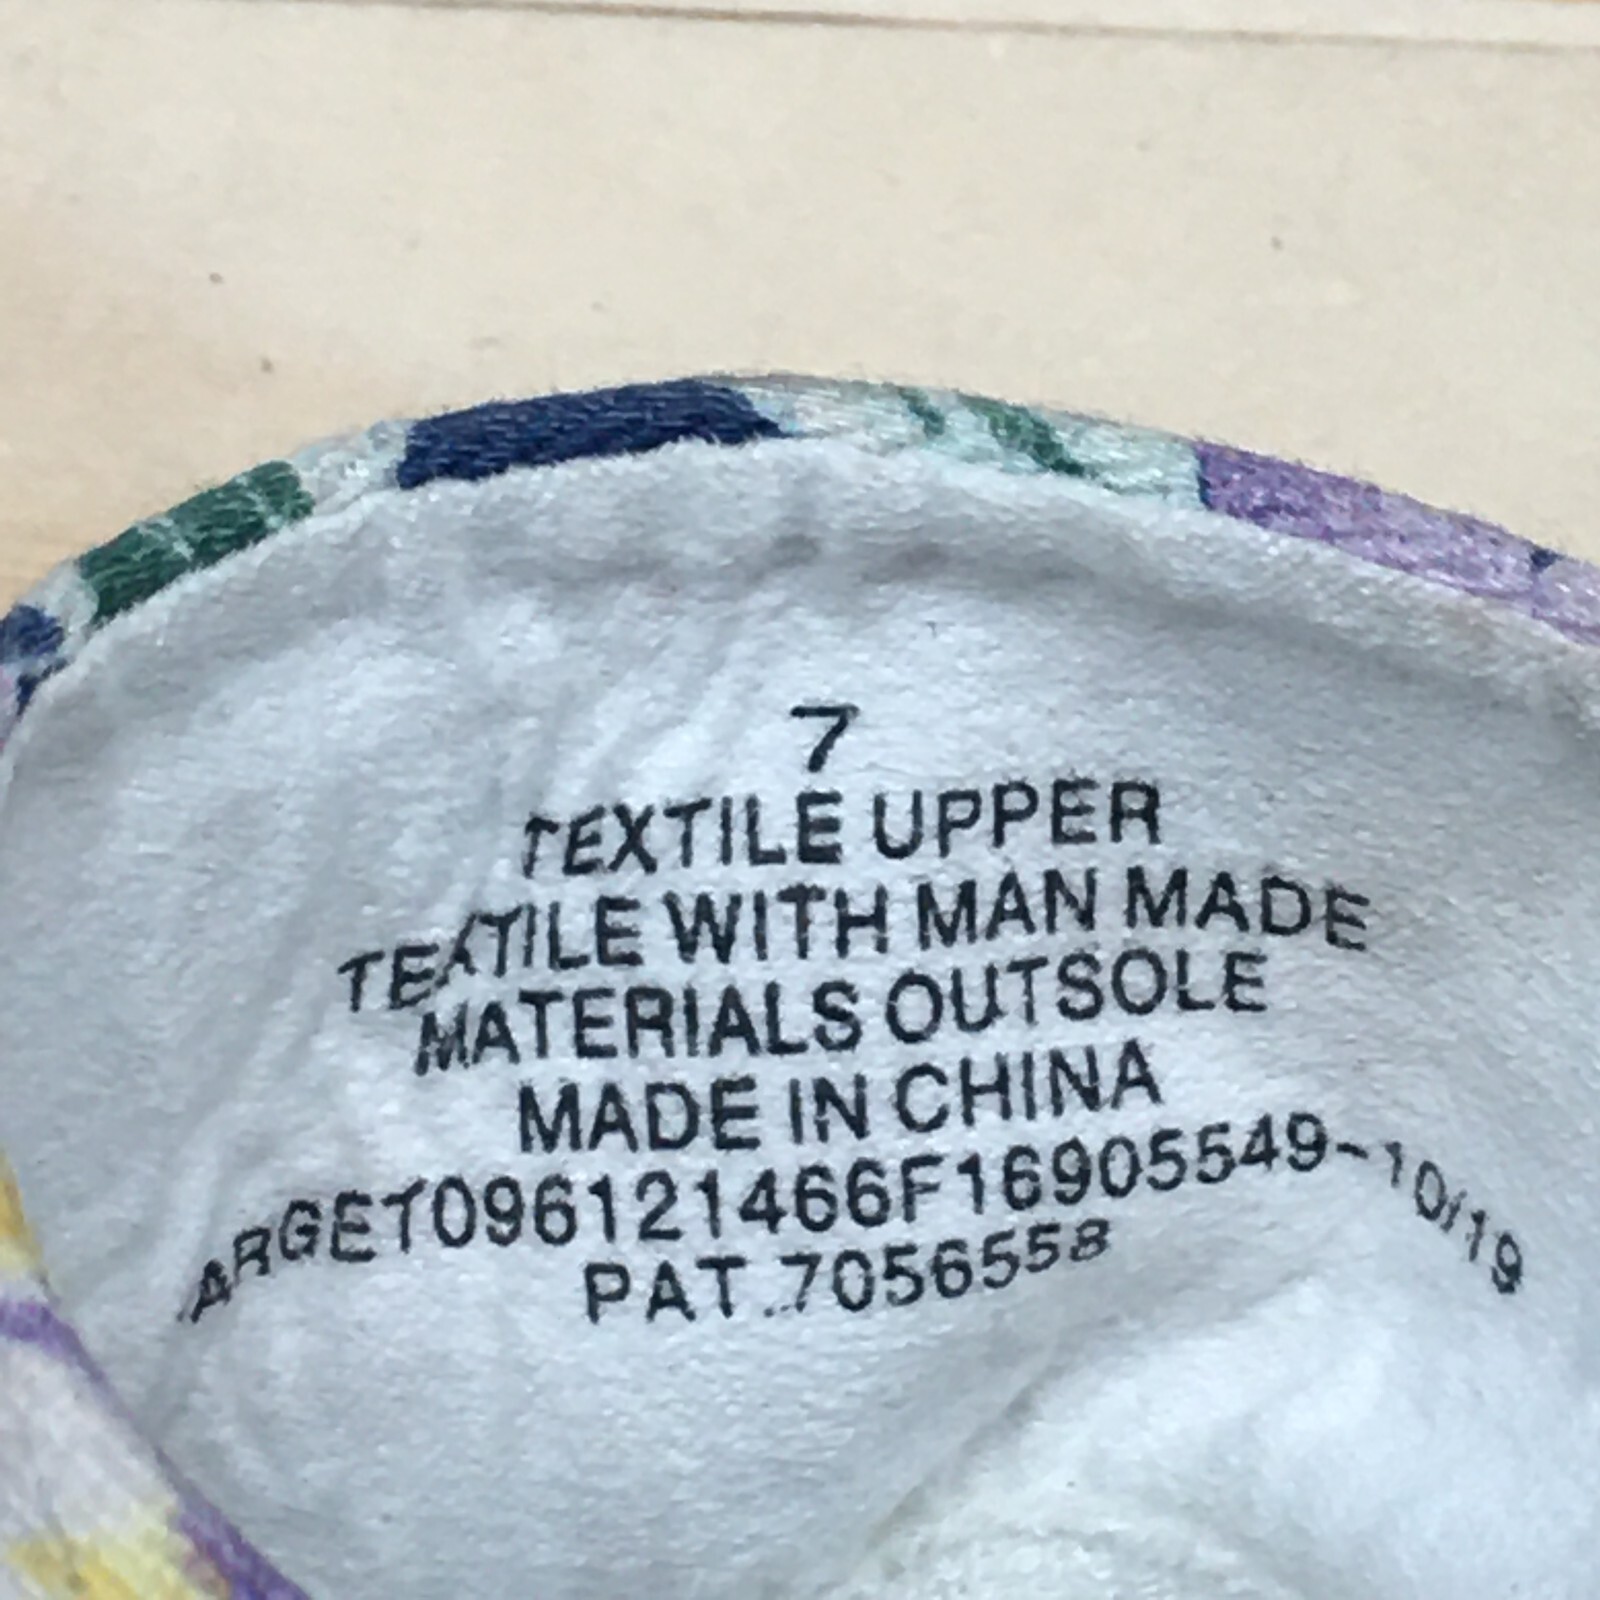 7
TEXTILE UPPER
TEXTILE WITH MAN MADE
MATERIALS OUTSOLE
MADE IN CHINA
ARGET096121466F16905549-10/19
PAT.7056558